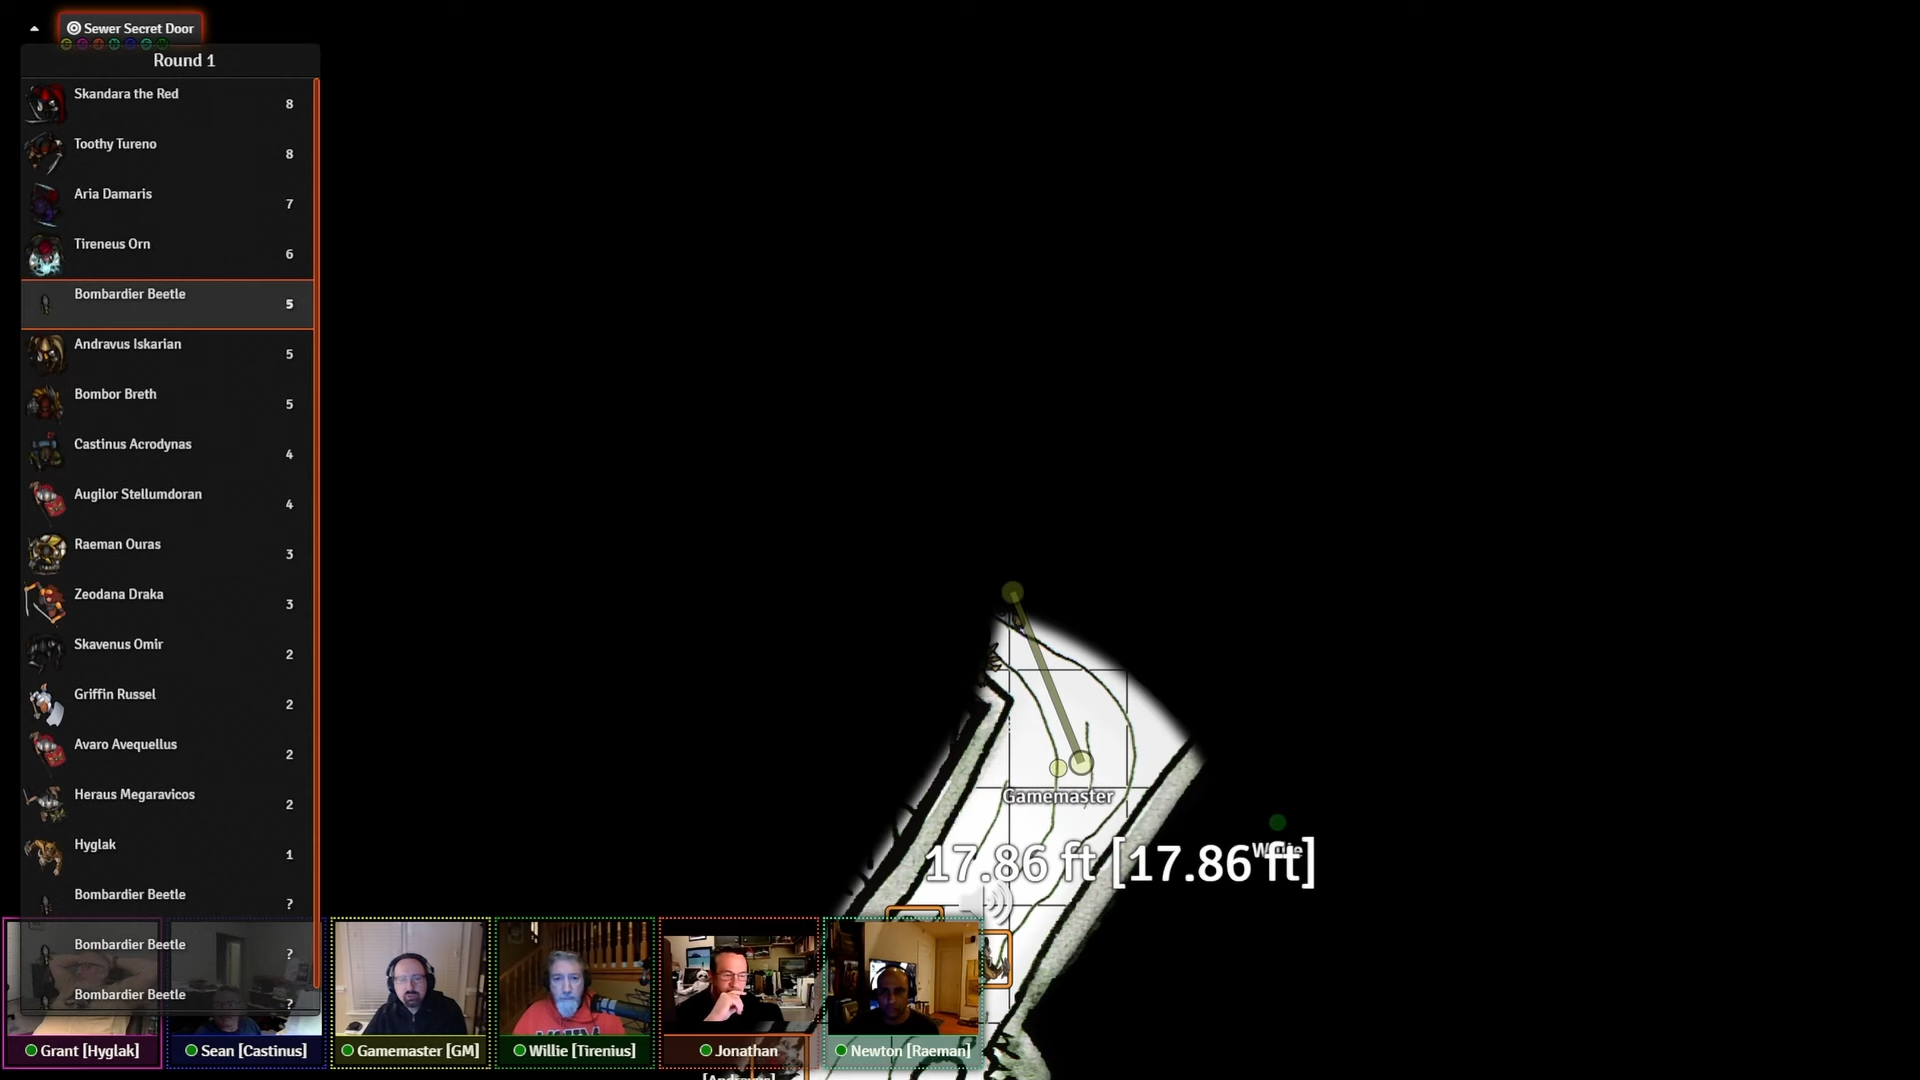 Sewer Secret Door
Round 1
Skandara the Red
8
Toothy Tureno
8
Aria Damaris
7
Tireneus Orn
6
Bombardier Beetle
5
Andravus Iskarian
5
Bombor Breth
5
Castinus Acrodynas
4
Augilor Stellumdoran
4
Raeman Ouras
3
Zeodana Draka
3
Skavenus Omir
2
Griffin Russel
2
Avaro Avequellus
2
Heraus Megaravicos
2
Hyglak
1
Bombardier Beetle
?
Bombardier Beetle
?
Bombardier Beetle
?
Gamemaster
17.86 ft [17.86 ft]
Grant [Hyglak]
Sean [Castinus]
Gamemaster [GM]
Willie [Tirenius]
Jonathan
Newton [Raeman]